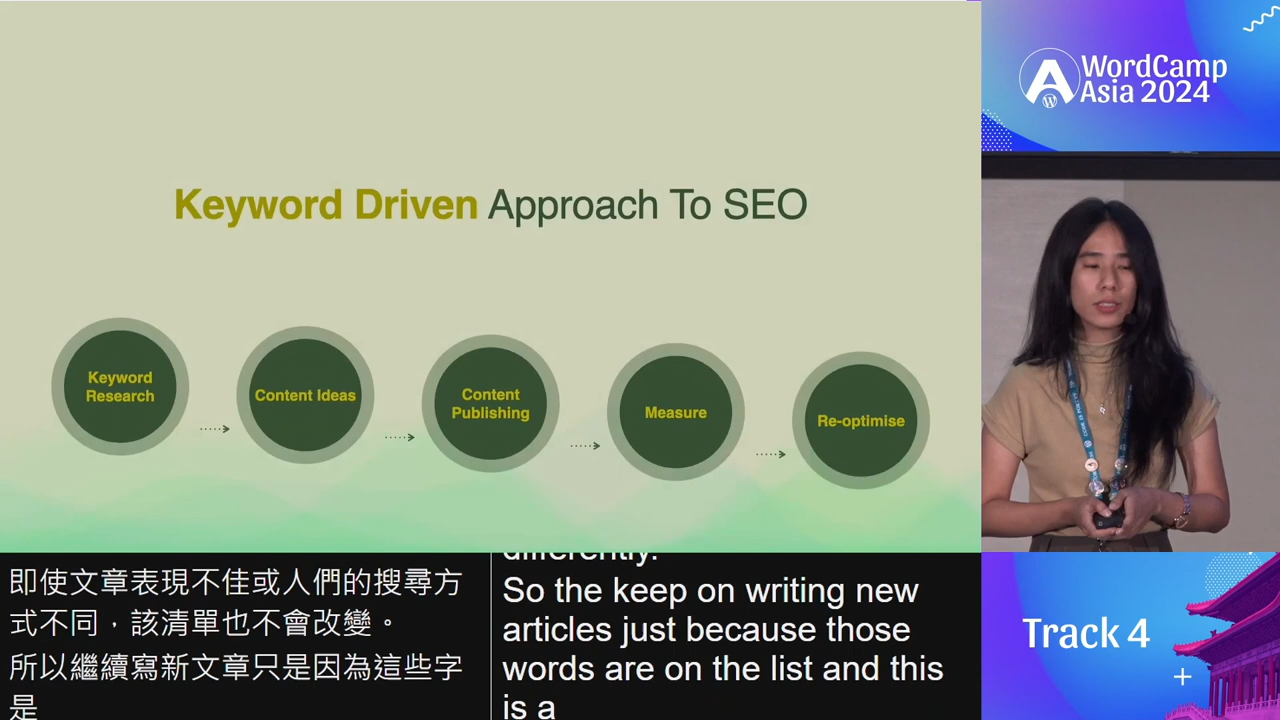 Keyword Driven Approach To SEO
Keyword
Research
Content Ideas
Content
Publishing
Measure
Re-optimise
即使文章表現不佳或人們的搜尋方
式不同，該清單也不會改變。
所以繼續寫新文章只是因為這些字
是
differently.
So the keep on writing new
articles just because those
words are on the list and this
is a
WordCamp
Asia 2024
Track 4